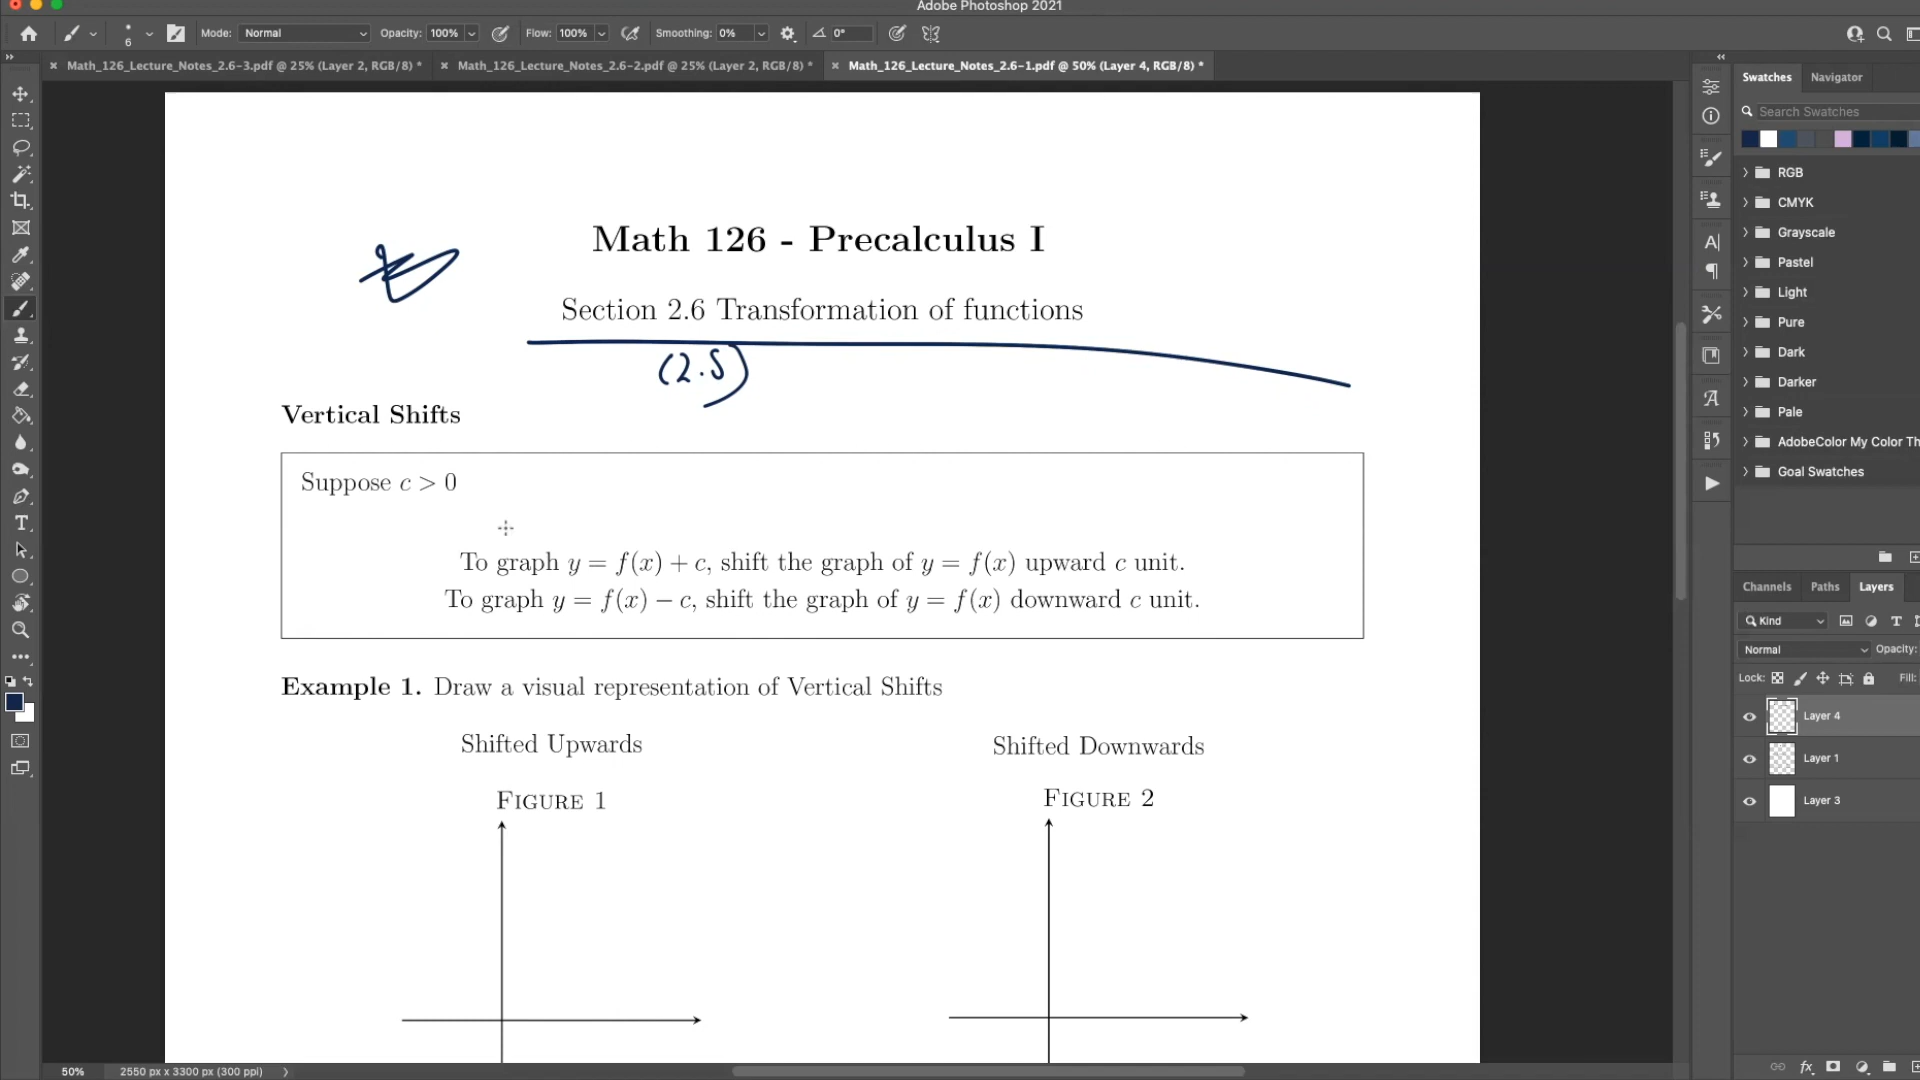 Adobe Photoshop 2021
6 Mode: Normal Opacity: 100% Flow: 100% Smoothing: 0% 0°
Math_126_Lecture_Notes_2.6-3.pdf @ 25% (Layer 2, RGB/8) * Math_126_Lecture_Notes_2.6-2.pdf @ 25% (Layer 2, RGB/8) * Math_126_Lecture_Notes_2.6-1.pdf @ 50% (Layer 4, RGB/8) *
Math 126 - Precalculus I
Section 2.6 Transformation of functions
(2.5)
Vertical Shifts
Suppose c > 0
To graph y = f(x) + c, shift the graph of y = f(x) upward c unit.
To graph y = f(x) − c, shift the graph of y = f(x) downward c unit.
Example 1. Draw a visual representation of Vertical Shifts
Shifted Upwards Shifted Downwards
FIGURE 1 FIGURE 2
50% 2550 px x 3300 px (300 ppi)
Swatches Navigator
Search Swatches
RGB
CMYK
Grayscale
Pastel
Light
Pure
Dark
Darker
Pale
AdobeColor My Color Th
Goal Swatches
Channels Paths Layers
Kind
Normal Opacity:
Lock: Fill:
Layer 4
Layer 1
Layer 3